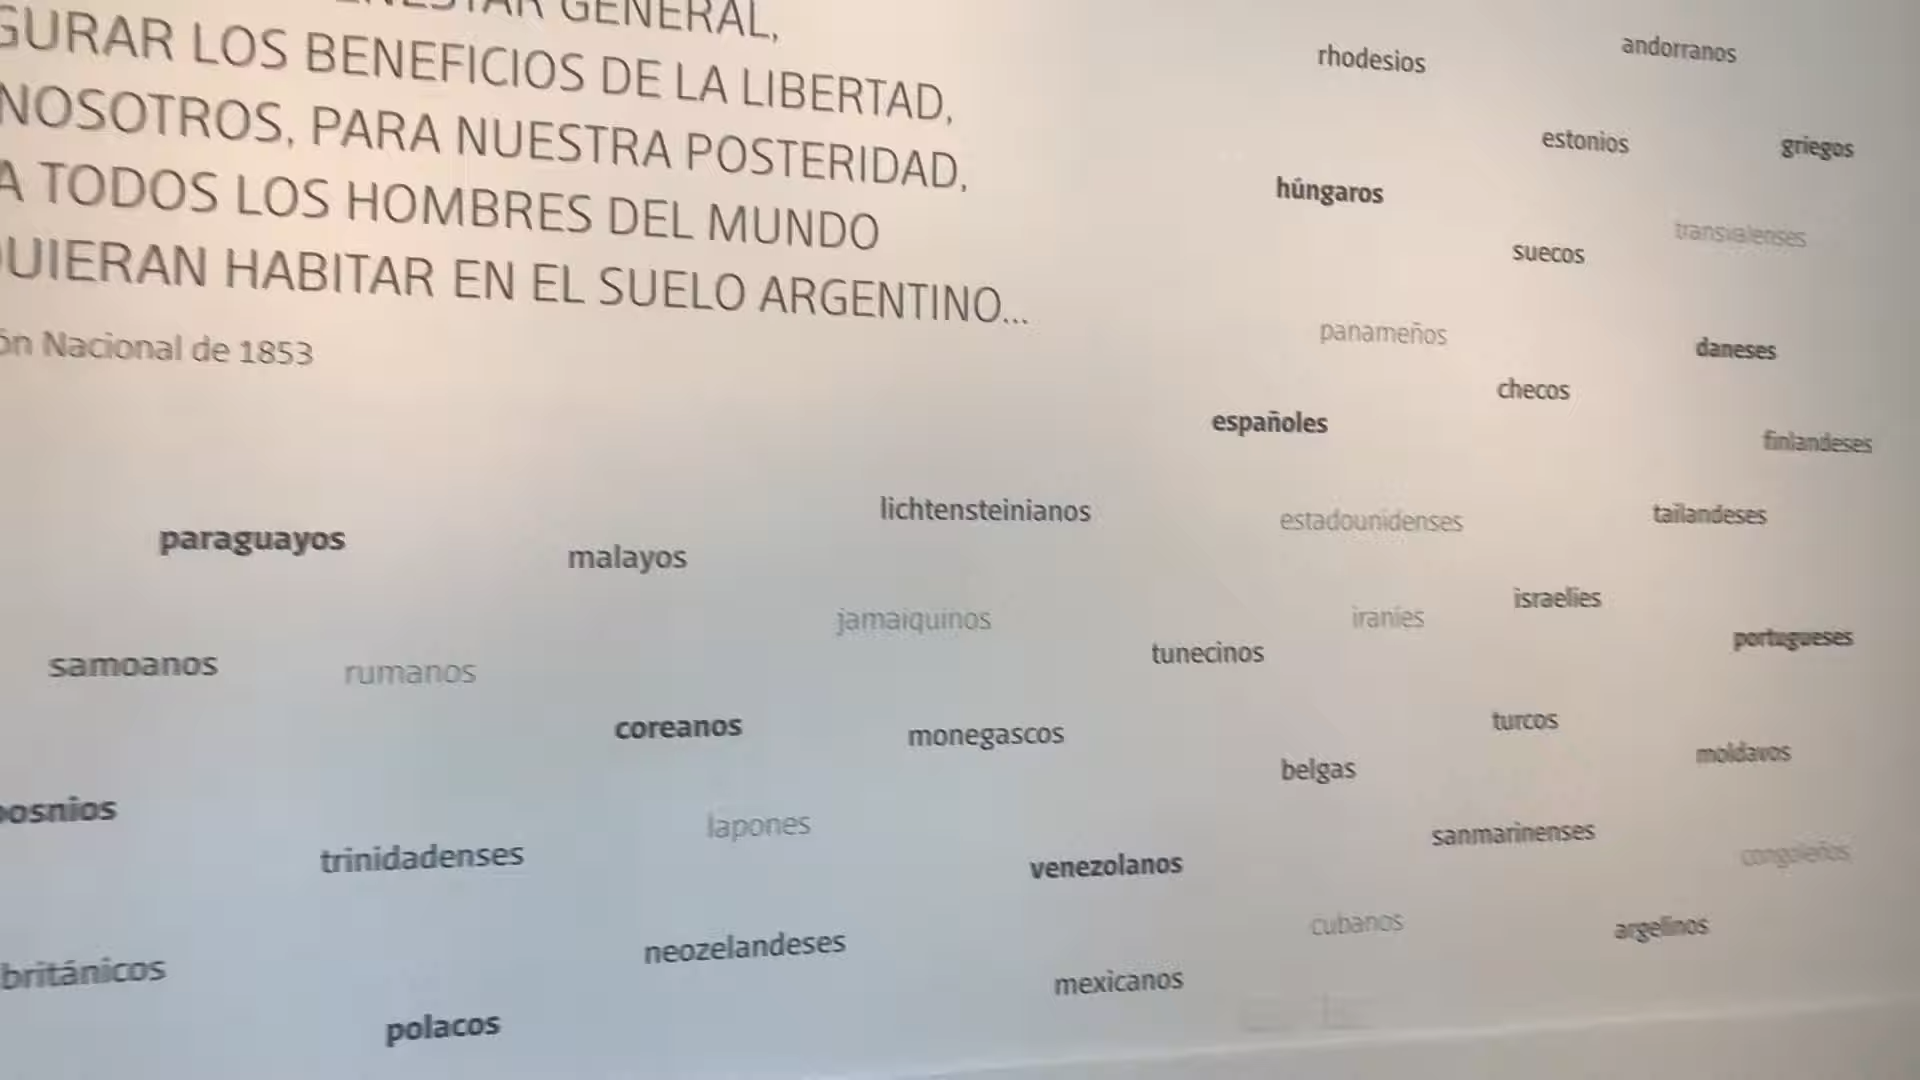 GENERAL,
GURAR LOS BENEFICIOS DE LA LIBERTAD,
NOSOTROS, PARA NUESTRA POSTERIDAD,
A TODOS LOS HOMBRES DEL MUNDO
UIERAN HABITAR EN EL SUELO ARGENTINO...
ón Nacional de 1853
rhodesios
andorranos
estonios
griegos
húngaros
transvalenses
suecos
panameños
daneses
checos
españoles
finlandeses
lichtensteinianos
estadounidenses
tailandeses
paraguayos
malayos
jamaiquinos
iraníes
israelíes
tunecinos
portugueses
samoanos
rumanos
coreanos
monegascos
turcos
belgas
moldavos
osnios
trinidadenses
lapones
venezolanos
sanmarinenses
congoleños
cubanos
argelinos
británicos
neozelandeses
mexicanos
polacos